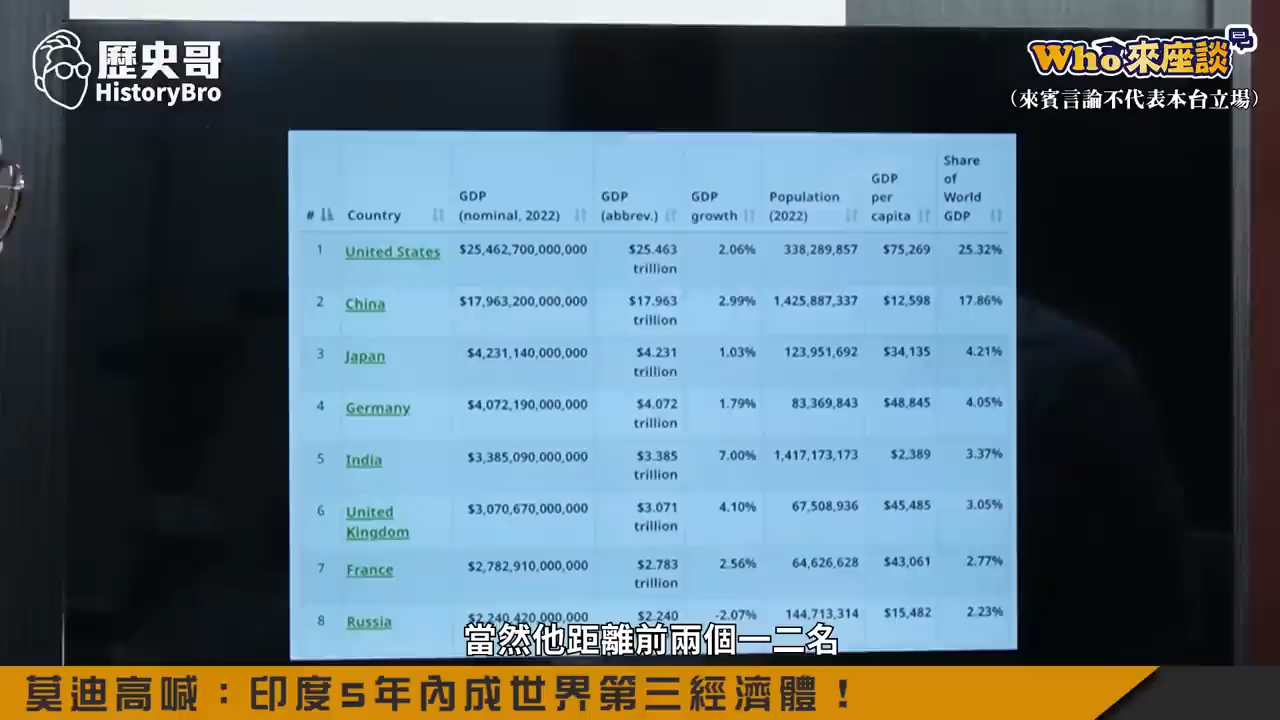 歷史哥
HistoryBro
Who來座談
（來賓言論不代表本台立場）
# Country GDP (nominal, 2022) GDP (abbrev.) GDP growth Population (2022) GDP per capita Share of World GDP
1 United States $25,462,700,000,000 $25.463 trillion 2.06% 338,289,857 $75,269 25.32%
2 China $17,963,200,000,000 $17.963 trillion 2.99% 1,425,887,337 $12,598 17.86%
3 Japan $4,231,140,000,000 $4.231 trillion 1.03% 123,951,692 $34,135 4.21%
4 Germany $4,072,190,000,000 $4.072 trillion 1.79% 83,369,843 $48,845 4.05%
5 India $3,385,090,000,000 $3.385 trillion 7.00% 1,417,173,173 $2,389 3.37%
6 United Kingdom $3,070,670,000,000 $3.071 trillion 4.10% 67,508,936 $45,485 3.05%
7 France $2,782,910,000,000 $2.783 trillion 2.56% 64,626,628 $43,061 2.77%
8 Russia $2,240,420,000,000 $2.240 -2.07% 144,713,314 $15,482 2.23%
當然他距離前兩個一二名
莫迪高喊：印度5年內成世界第三經濟體！